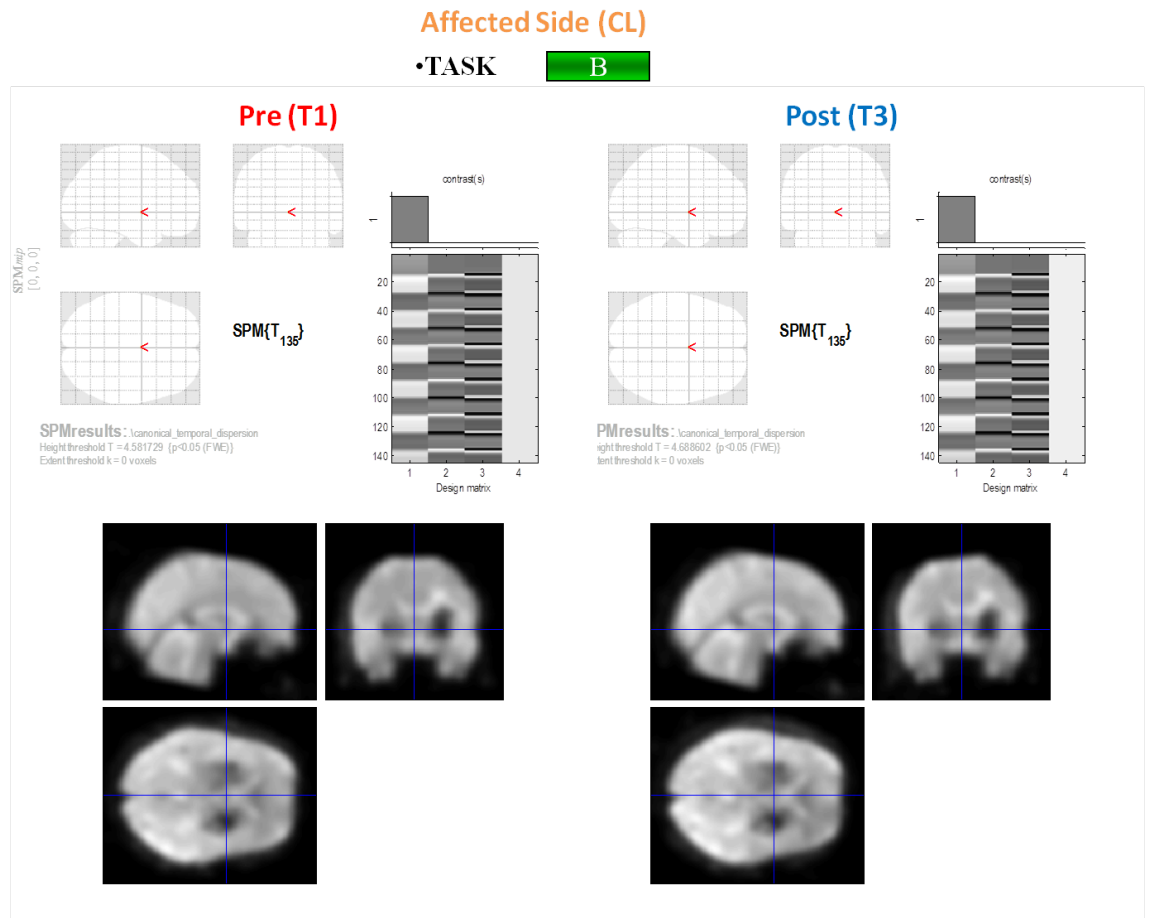 Affected Side (CL)
•TASK
B
Pre (T1)
contrast(s)
1
SPMmip
[0, 0, 0]
SPM{T135}
20
40
60
80
100
120
140
1 2 3 4
Design matrix
SPMresults: .\canonical_temporal_dispersion
Height threshold T = 4.581729 {p<0.05 (FWE)}
Extent threshold k = 0 voxels
Post (T3)
contrast(s)
1
SPM{T135}
20
40
60
80
100
120
140
1 2 3 4
Design matrix
PMresults: .\canonical_temporal_dispersion
ight threshold T = 4.688602 {p<0.05 (FWE)}
tent threshold k = 0 voxels